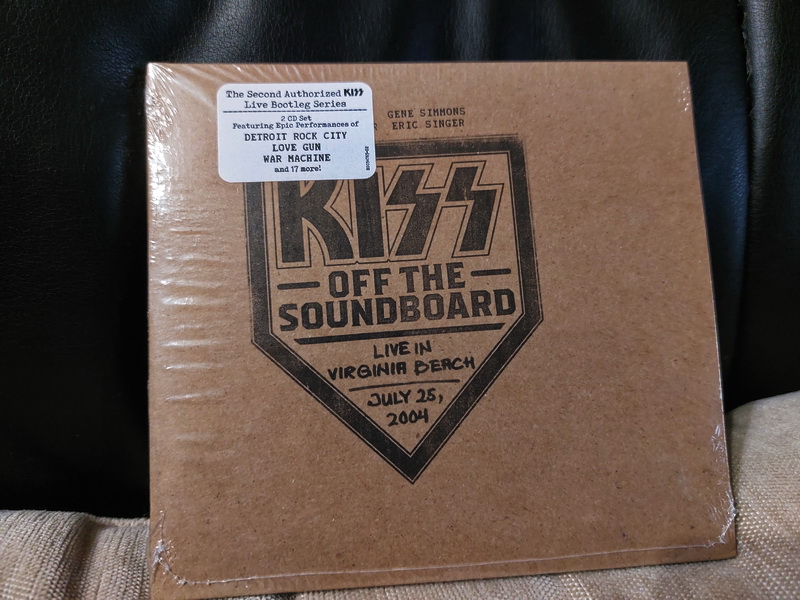 The Second Authorized KISS
Live Bootleg Series
2 CD Set
Featuring Epic Performances of
DETROIT ROCK CITY
LOVE GUN
WAR MACHINE
and 17 more!
GENE SIMMONS
ERIC SINGER
KISS
OFF THE
SOUNDBOARD
LIVE IN
VIRGINIA BEACH
JULY 25,
2004